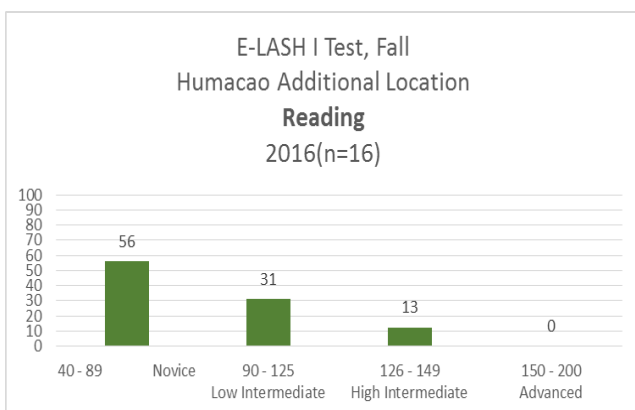 E-LASH I Test, Fall
Humacao Additional Location
Reading
2016(n=16)
100
90
80
70
60
50
40
30
20
10
0
56
31
13
0
40 - 89 Novice 90 - 125 126 - 149 150 - 200
Low Intermediate High Intermediate Advanced